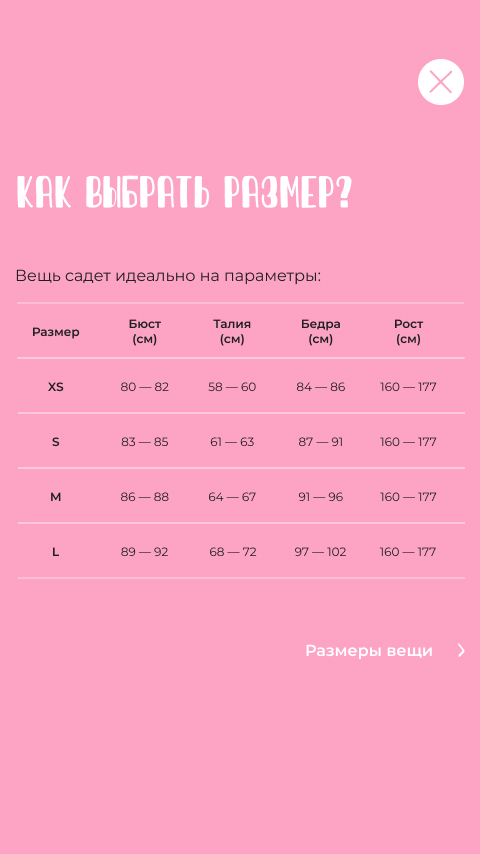 КАК ВЫБРАТЬ РАЗМЕР?
Вещь садет идеально на параметры:
Размер Бюст (см) Талия (см) Бедра (см) Рост (см)
XS 80 — 82 58 — 60 84 — 86 160 — 177
S 83 — 85 61 — 63 87 — 91 160 — 177
M 86 — 88 64 — 67 91 — 96 160 — 177
L 89 — 92 68 — 72 97 — 102 160 — 177
Размеры вещи